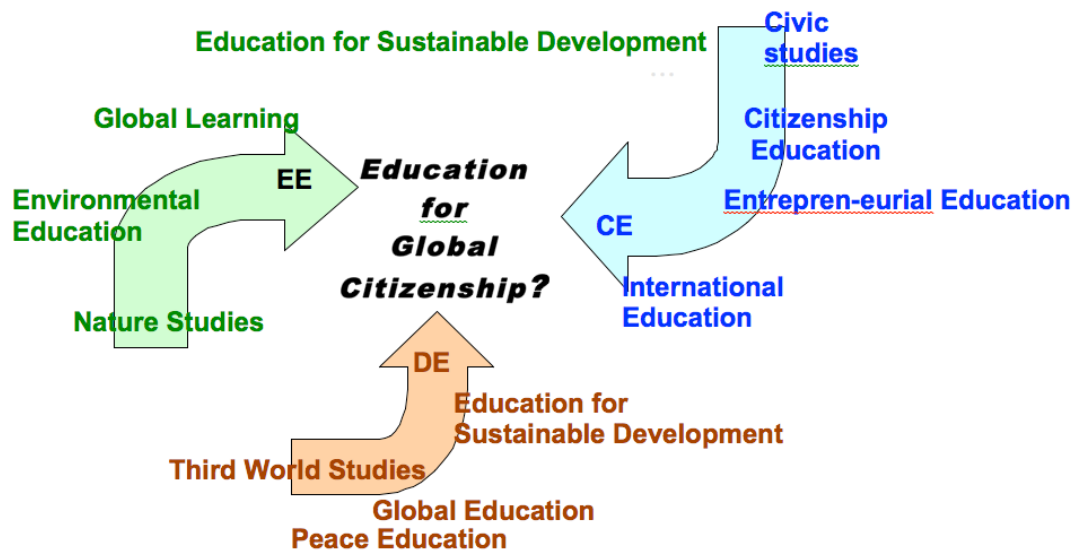 Civic
studies
Education for Sustainable Development
...
Global Learning
Citizenship
Education
EE
Education
for
Global
Citizenship?
Environmental
Education
Entrepren-eurial Education
CE
International
Education
Nature Studies
DE
Education for
Sustainable Development
Third World Studies
Global Education
Peace Education